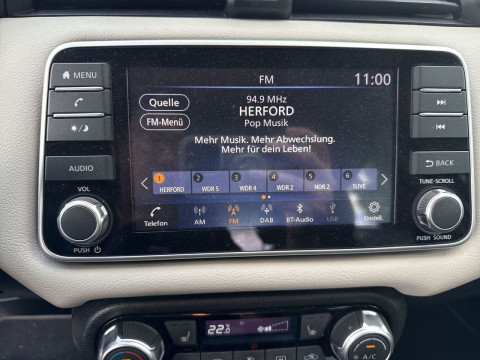 MENU
FM
11:00
Quelle
FM-Menü
94.9 MHz
HERFORD
Pop Musik
Mehr Musik. Mehr Abwechslung.
Mehr für dein Leben!
1 2 3 4 5 6
HERFORD WDR 5 WDR 4 WDR 2 NDR 2
Telefon AM FM DAB BT-Audio USB Einstell.
AUDIO
VOL
PUSH
BACK
TUNE·SCROLL
PUSH SOUND
22°C
A/C